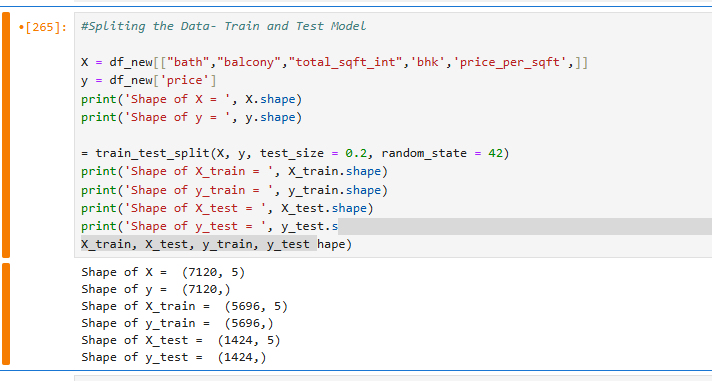 [265]:
#Spliting the Data- Train and Test Model
X = df_new[["bath","balcony","total_sqft_int",'bhk','price_per_sqft',]]
y = df_new['price']
print('Shape of X = ', X.shape)
print('Shape of y = ', y.shape)
= train_test_split(X, y, test_size = 0.2, random_state = 42)
print('Shape of X_train = ', X_train.shape)
print('Shape of y_train = ', y_train.shape)
print('Shape of X_test = ', X_test.shape)
print('Shape of y_test = ', y_test.s
X_train, X_test, y_train, y_test hape)
Shape of X =  (7120, 5)
Shape of y =  (7120,)
Shape of X_train =  (5696, 5)
Shape of y_train =  (5696,)
Shape of X_test =  (1424, 5)
Shape of y_test =  (1424,)